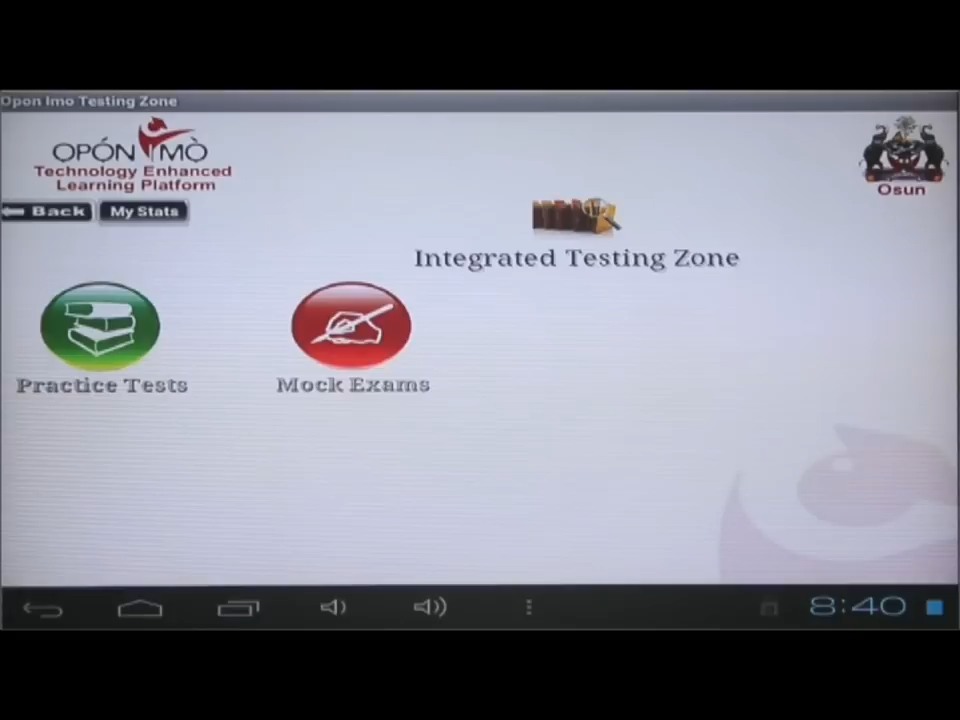 Opon Imo Testing Zone
OPÓN IMÒ
Technology Enhanced
Learning Platform
Osun
Back
My Stats
Integrated Testing Zone
Practice Tests
Mock Exams
8:40